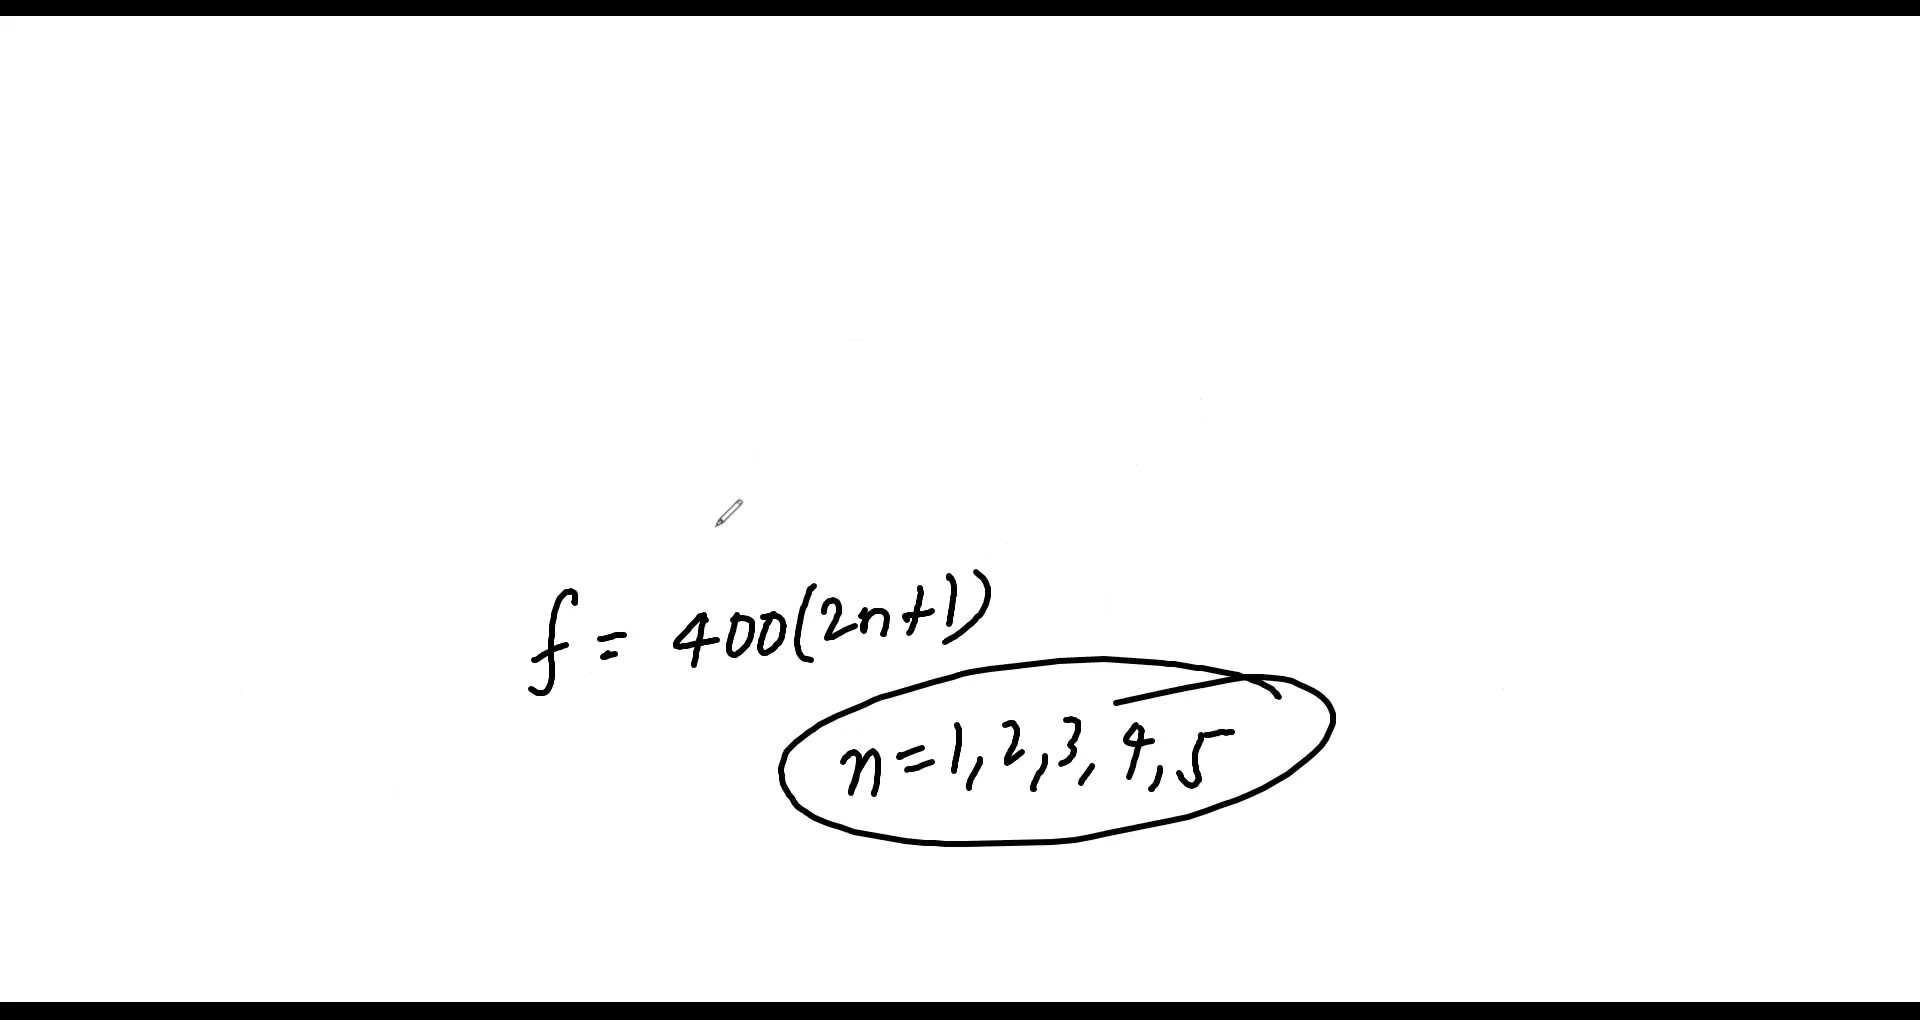 f = 400(2n+1)
n=1,2,3,4,5